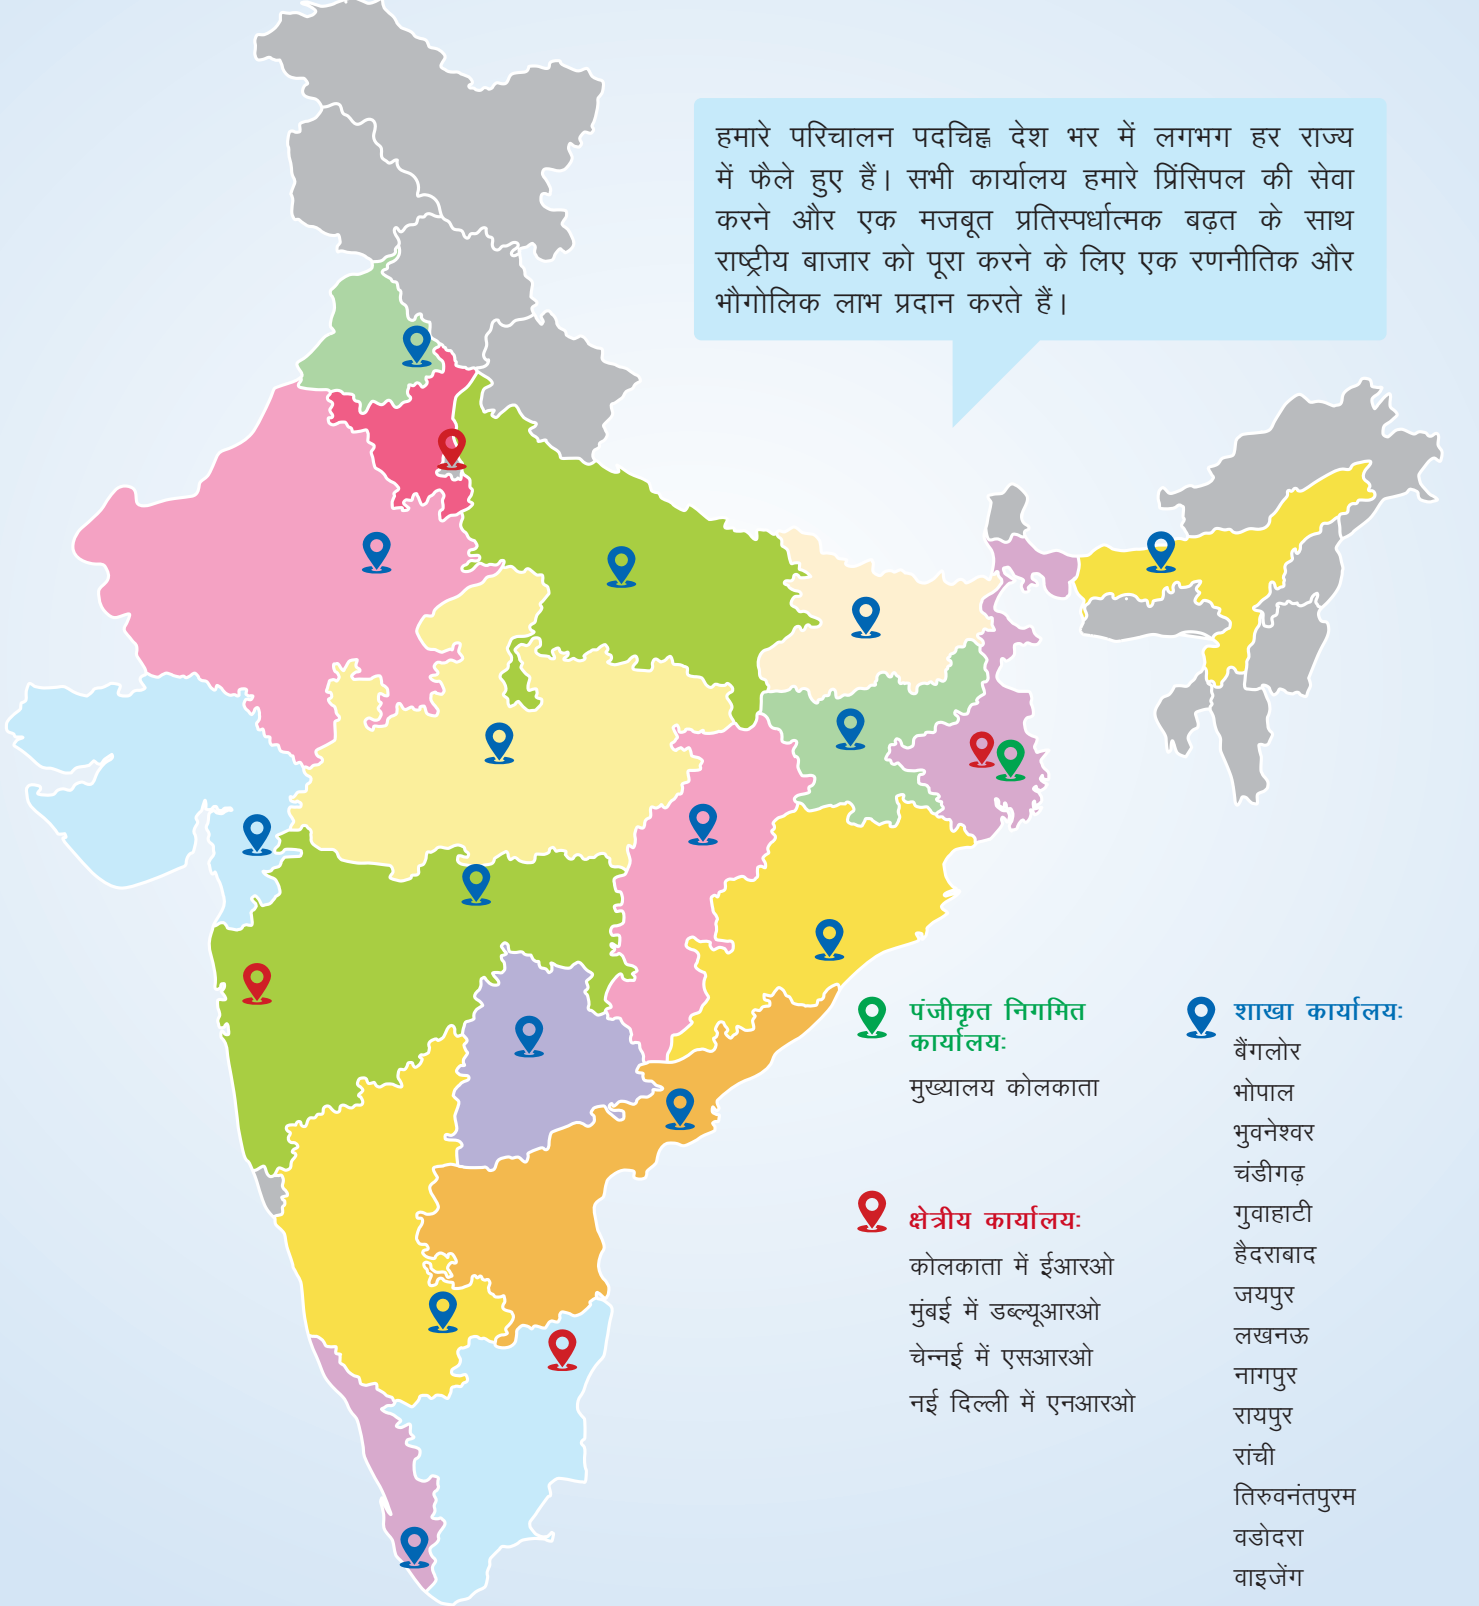 हमारे परिचालन पदचिह्न देश भर में लगभग हर राज्य
में फैले हुए हैं। सभी कार्यालय हमारे प्रिंसिपल की सेवा
करने और एक मजबूत प्रतिस्पर्धात्मक बढ़त के साथ
राष्ट्रीय बाजार को पूरा करने के लिए एक रणनीतिक और
भौगोलिक लाभ प्रदान करते हैं।
पंजीकृत निगमित
कार्यालयः
मुख्यालय कोलकाता
क्षेत्रीय कार्यालयः
कोलकाता में ईआरओ
मुंबई में डब्ल्यूआरओ
चेन्नई में एसआरओ
नई दिल्ली में एनआरओ
शाखा कार्यालयः
बैंगलोर
भोपाल
भुवनेश्वर
चंडीगढ़
गुवाहाटी
हैदराबाद
जयपुर
लखनऊ
नागपुर
रायपुर
रांची
तिरुवनंतपुरम
वडोदरा
वाइजेंग